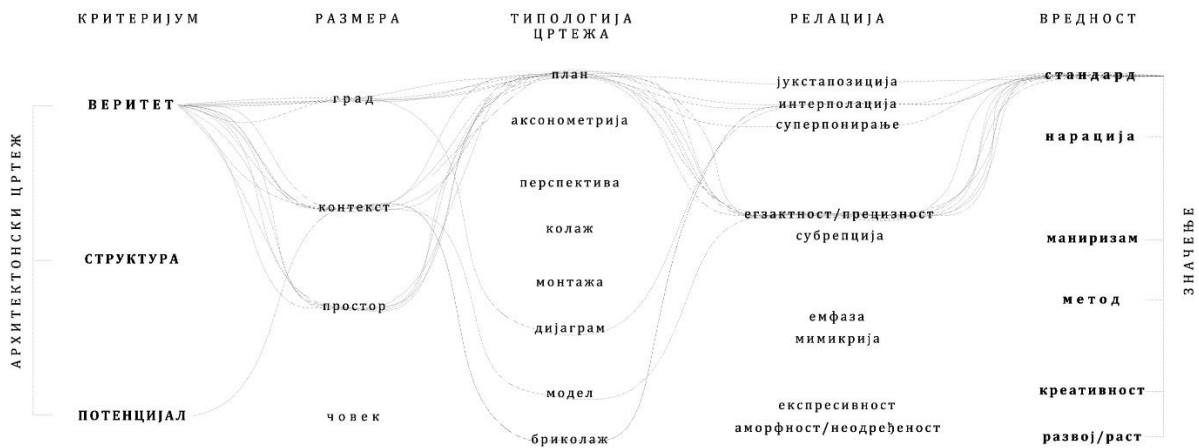 КРИТЕРИЈУМ
РАЗМЕРА
ТИПОЛОГИЈА
ЦРТЕЖА
РЕЛАЦИЈА
ВРЕДНОСТ
АРХИТЕКТОНСКИ ЦРТЕЖ
ВЕРИТЕТ
СТРУКТУРА
ПОТЕНЦИЈАЛ
град
контекст
простор
човек
план
аксонометрија
перспектива
колаж
монтажа
дијаграм
модел
бриколаж
јукстапозиција
интерполација
суперпонирање
егзактност/прецизност
субрепција
емфаза
мимикрија
експресивност
аморфност/неодређеност
стандард
нарација
маниризам
метод
креативност
развој/раст
ЗНАЧЕЊЕ